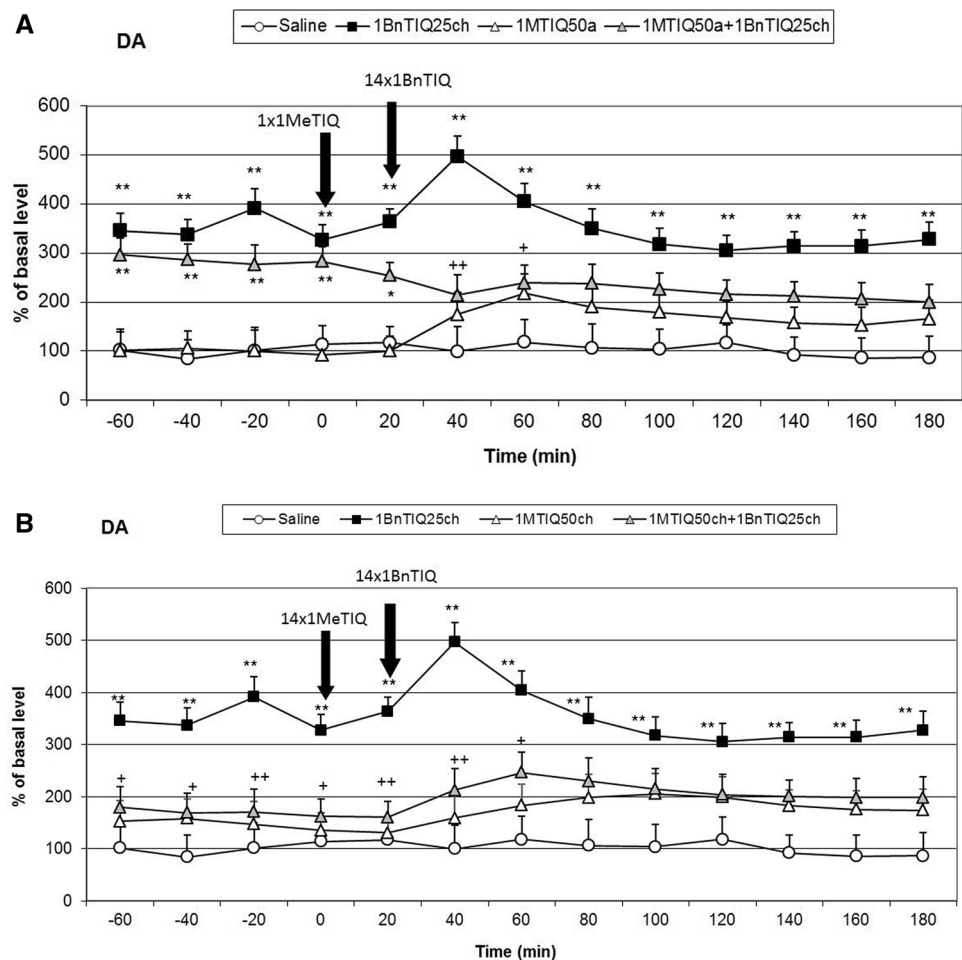 A
DA
Saline 1BnTIQ25ch 1MTIQ50a 1MTIQ50a+1BnTIQ25ch
14x1BnTIQ
1x1MeTIQ
% of basal level
600
500
400
300
200
100
0
** ** ** ** ** ** ** ** ** ** ** ** **
** ** ** ** * ++ +
-60 -40 -20 0 20 40 60 80 100 120 140 160 180
Time (min)
B
DA
Saline 1BnTIQ25ch 1MTIQ50ch 1MTIQ50ch+1BnTIQ25ch
14x1BnTIQ
14x1MeTIQ
% of basal level
600
500
400
300
200
100
0
** ** ** ** ** ** ** ** ** ** ** ** **
+ + ++ + ++ ++ +
-60 -40 -20 0 20 40 60 80 100 120 140 160 180
Time (min)